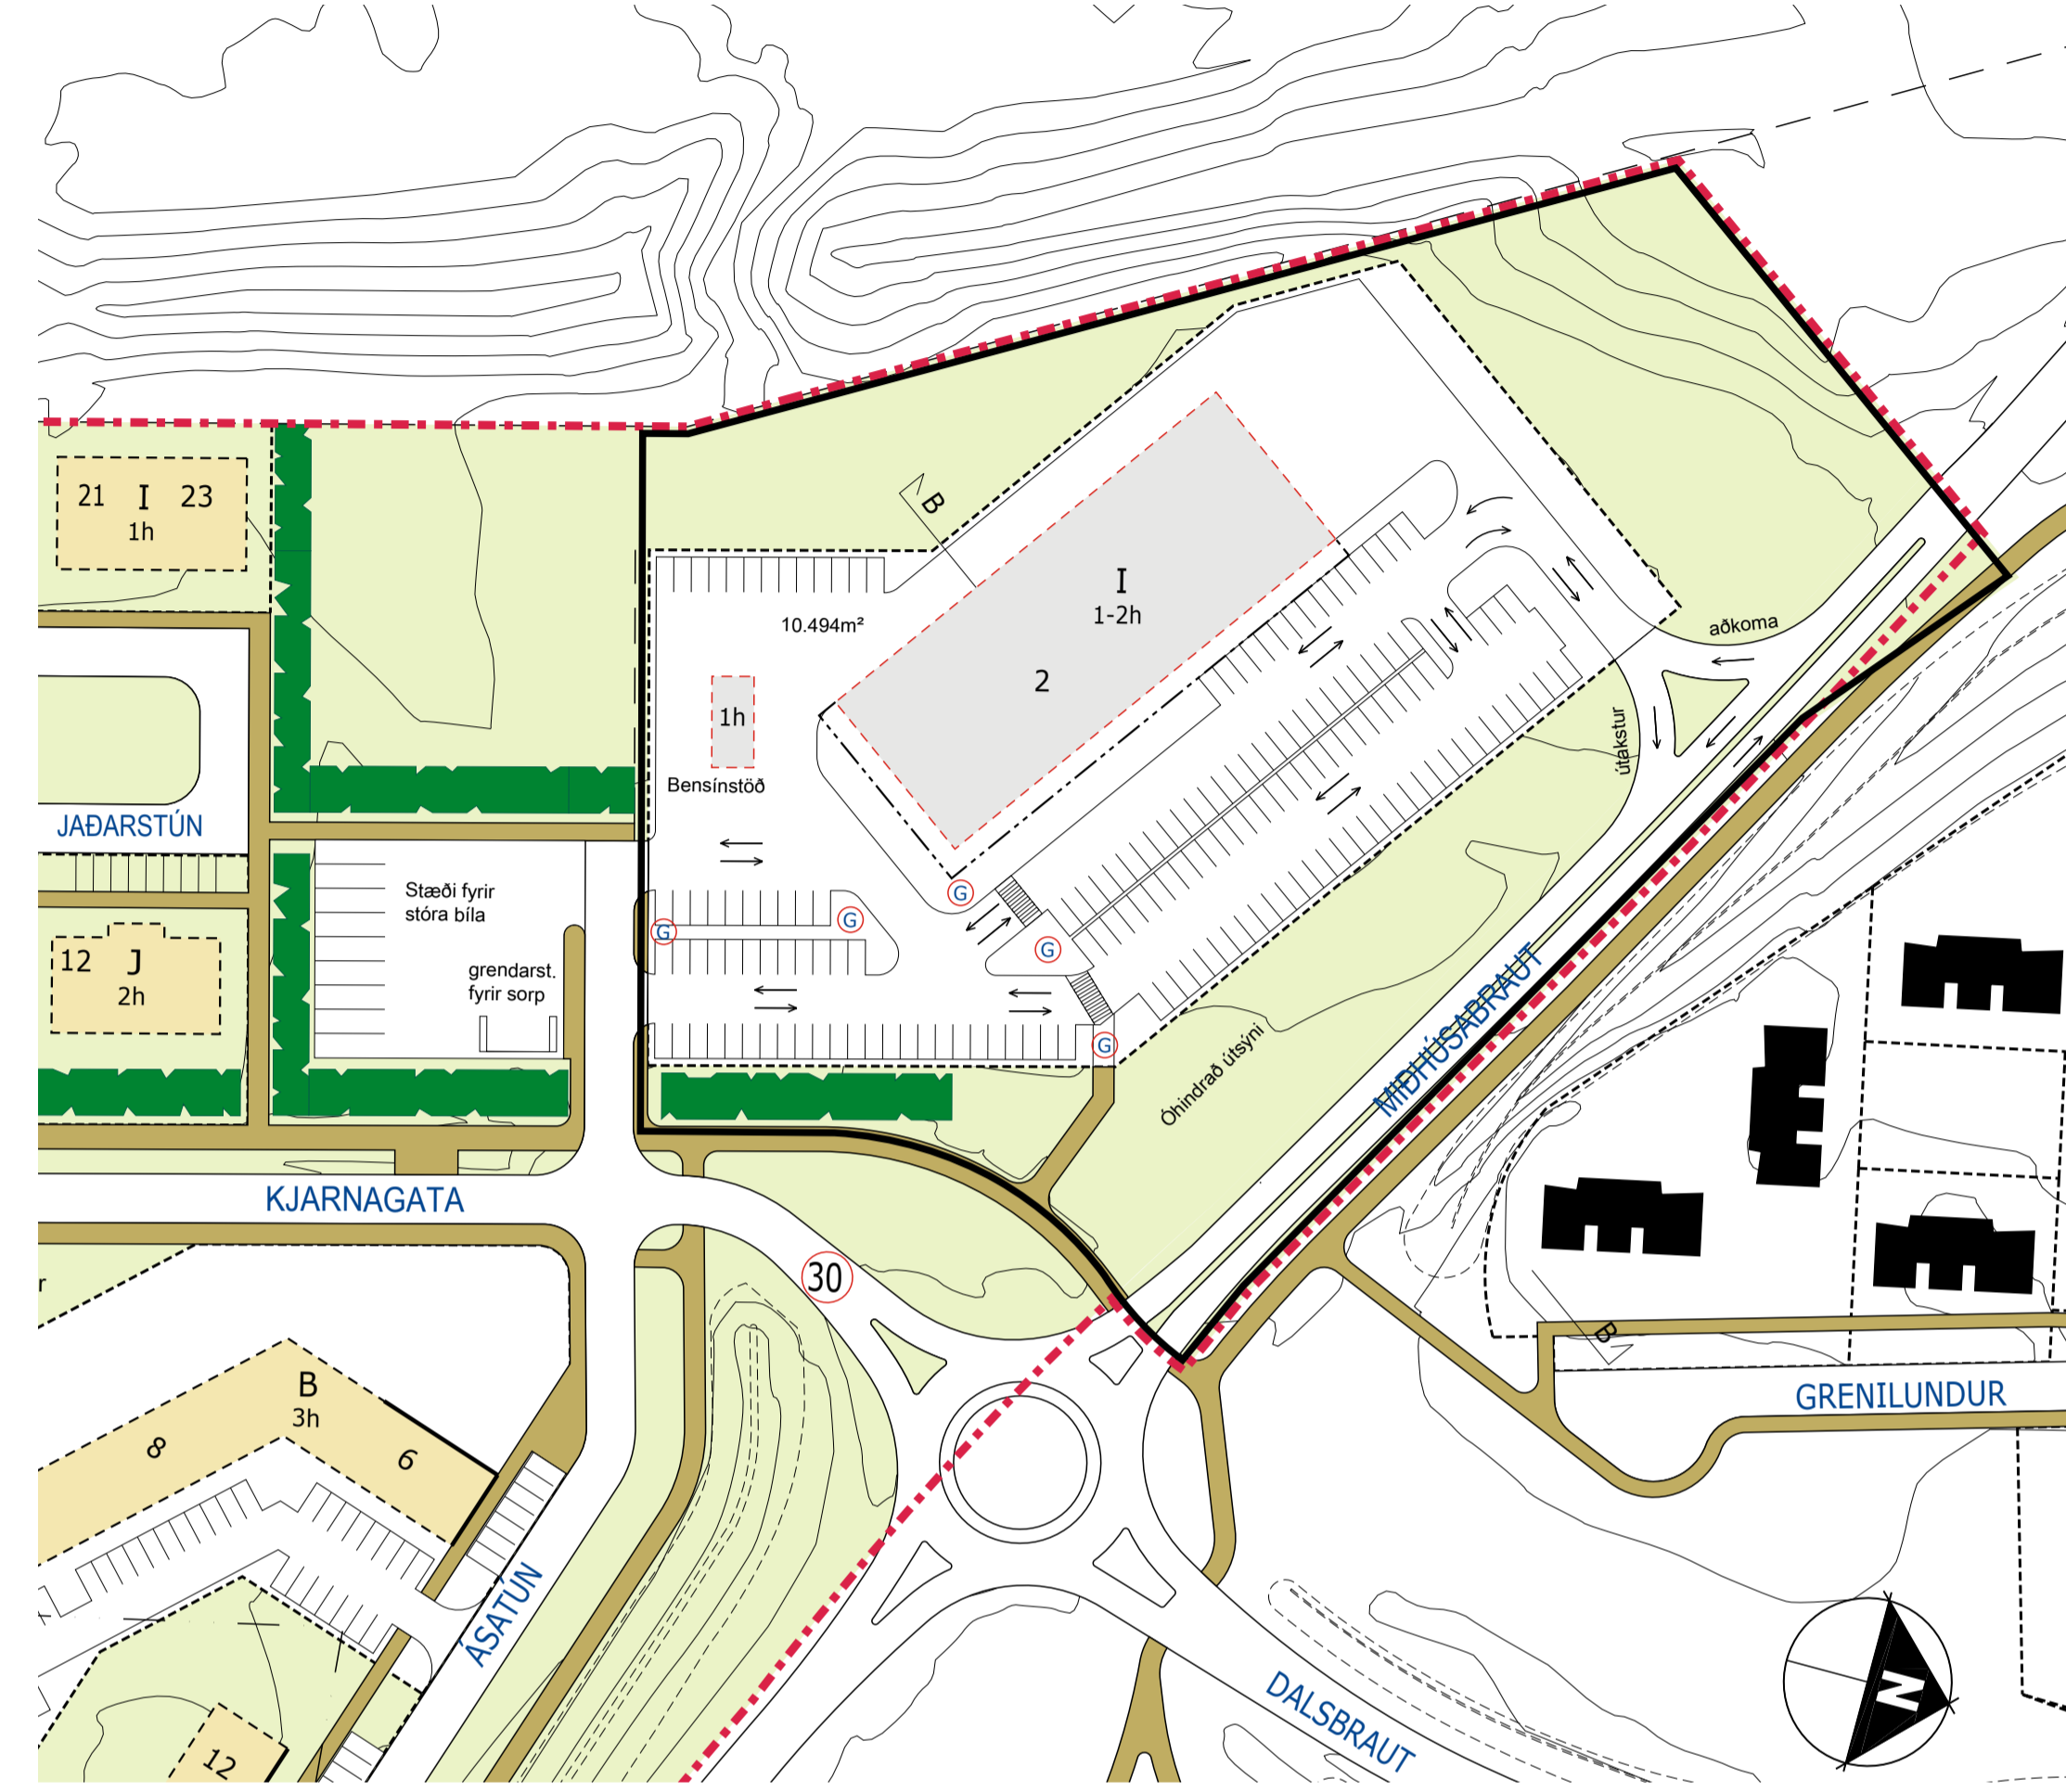 21 I 23
1h
B
I
1-2h
10.494m²
2
aðkoma
1h
Bensínstöð
útakstur
JAÐARSTÚN
Stæði fyrir
stóra bíla
G
G
G
G
12 J
2h
grendarst.
fyrir sorp
G
MIÐHÚSABRAUT
Óhindrað útsýni
KJARNAGATA
30
r
B
3h
8
6
B
GRENILUNDUR
ÁSATÚN
N
DALSBRAUT
12